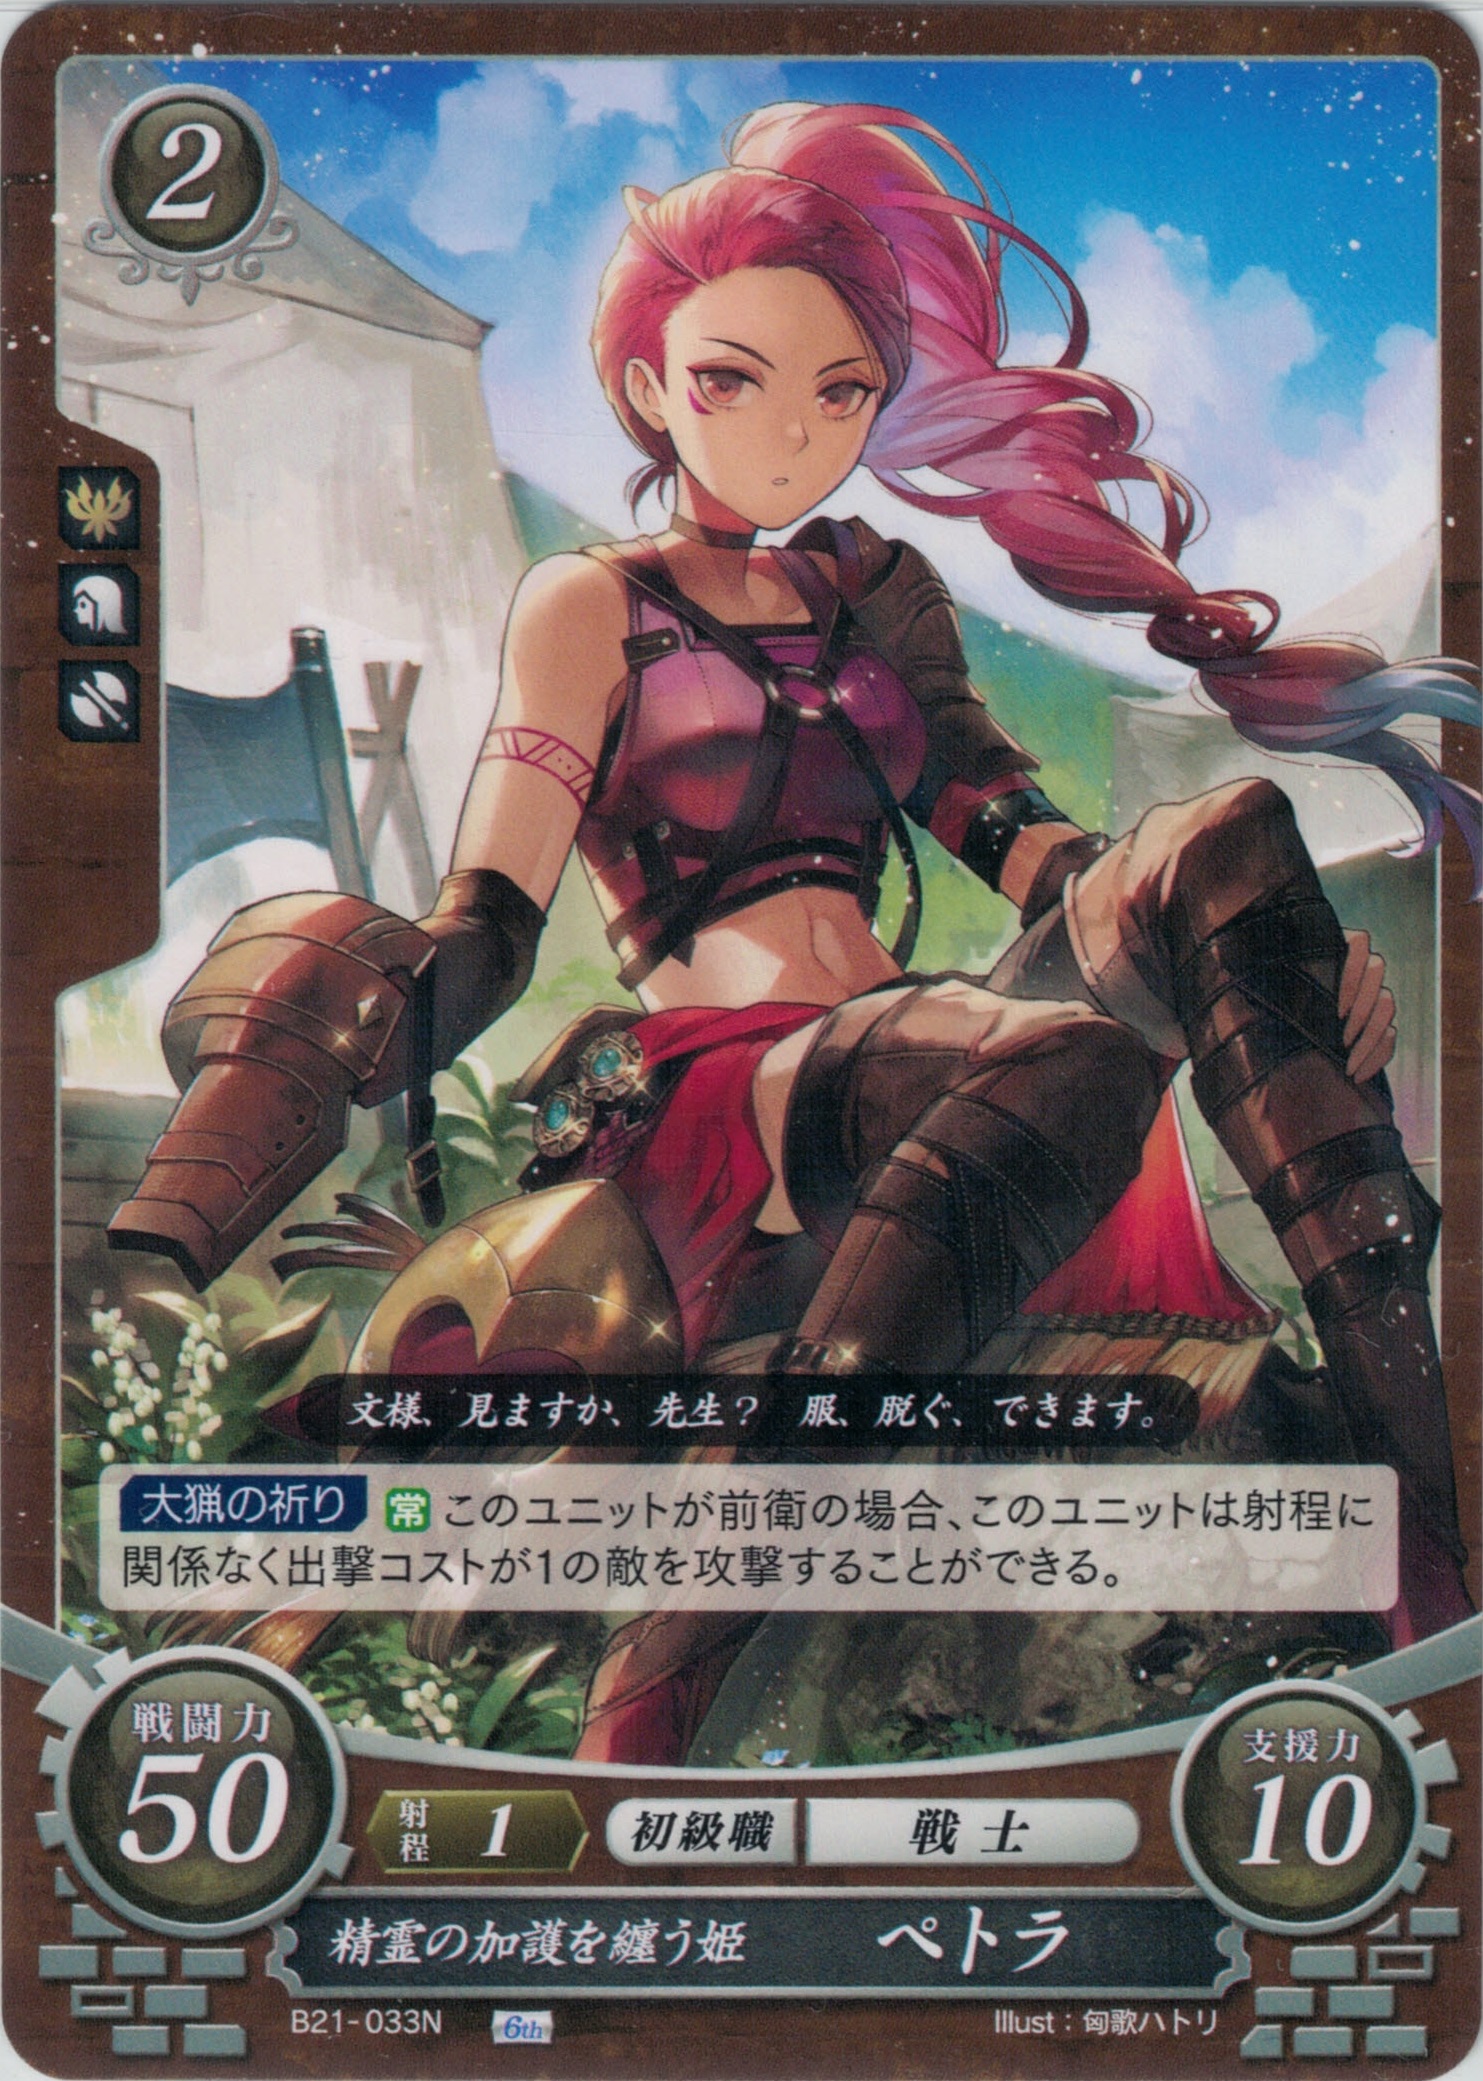 2
文様、見ますか、先生？　服、脱ぐ、できます。
大猟の祈り 常 このユニットが前衛の場合、このユニットは射程に
関係なく出撃コストが1の敵を攻撃することができる。
戦闘力
50
射程 1
初級職 戦士
支援力
10
精霊の加護を纏う姫 ペトラ
B21-033N 6th Illust：匈歌ハトリ